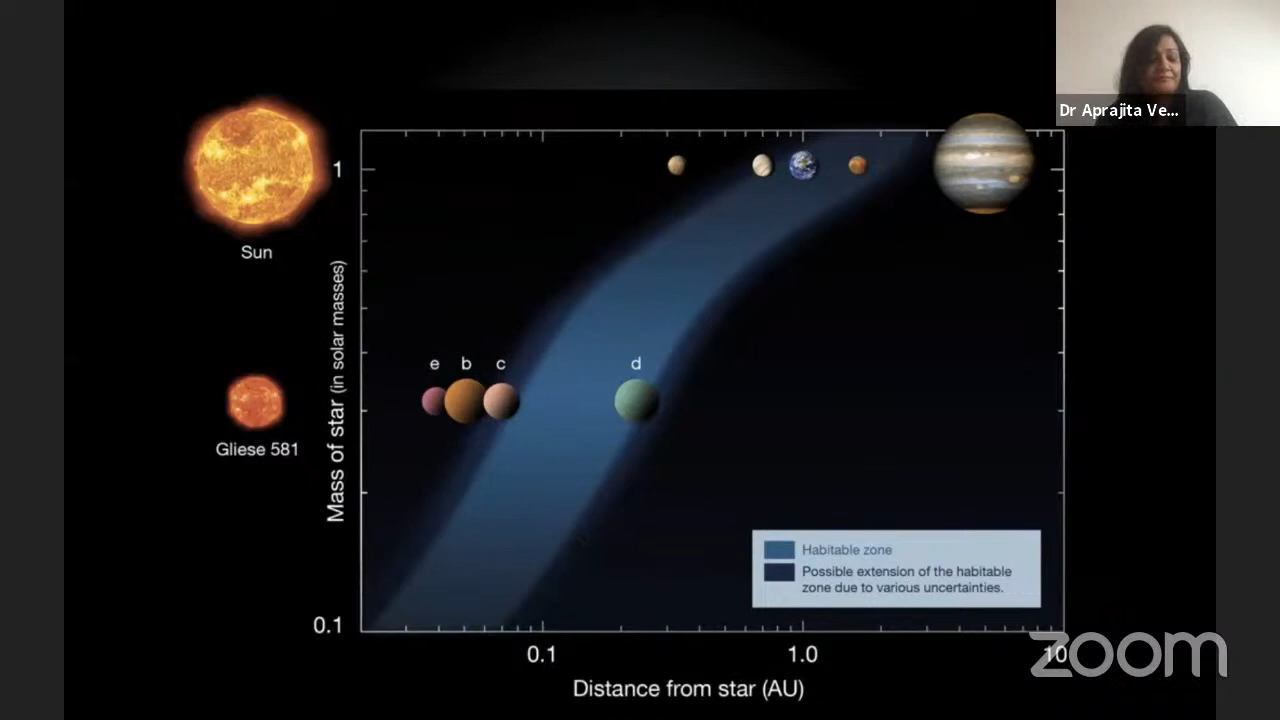 Dr Aprajita Ve...
1
Sun
e b c d
Mass of star (in solar masses)
Gliese 581
Habitable zone
Possible extension of the habitable
zone due to various uncertainties.
0.1
0.1 1.0 10
zoom
Distance from star (AU)